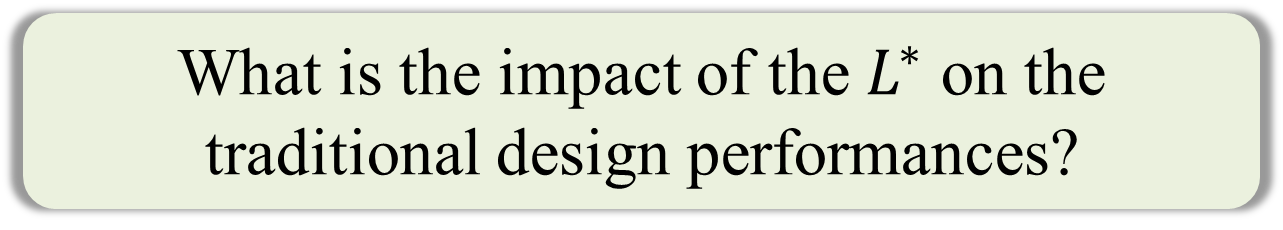 What is the impact of the L* on the
traditional design performances?